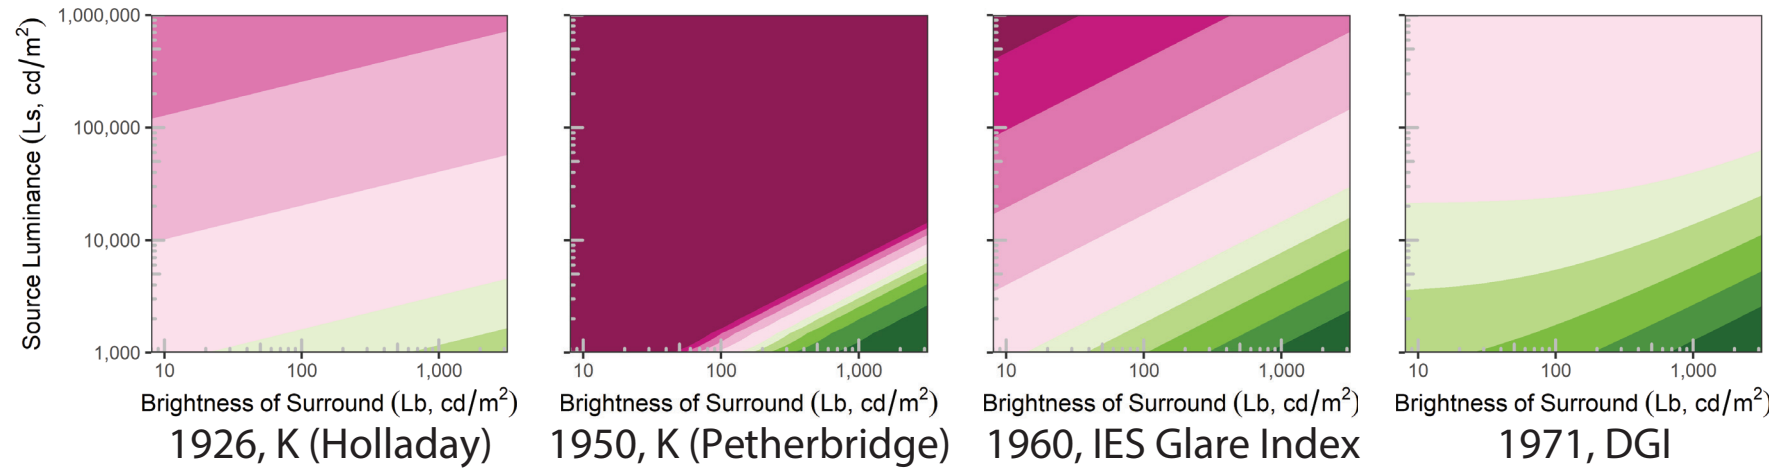 Source Luminance (Ls, cd/m²)
1,000,000
100,000
10,000
1,000
10 100 1,000
10 100 1,000
10 100 1,000
10 100 1,000
Brightness of Surround (Lb, cd/m²)
Brightness of Surround (Lb, cd/m²)
Brightness of Surround (Lb, cd/m²)
Brightness of Surround (Lb, cd/m²)
1926, K (Holladay)
1950, K (Petherbridge)
1960, IES Glare Index
1971, DGI